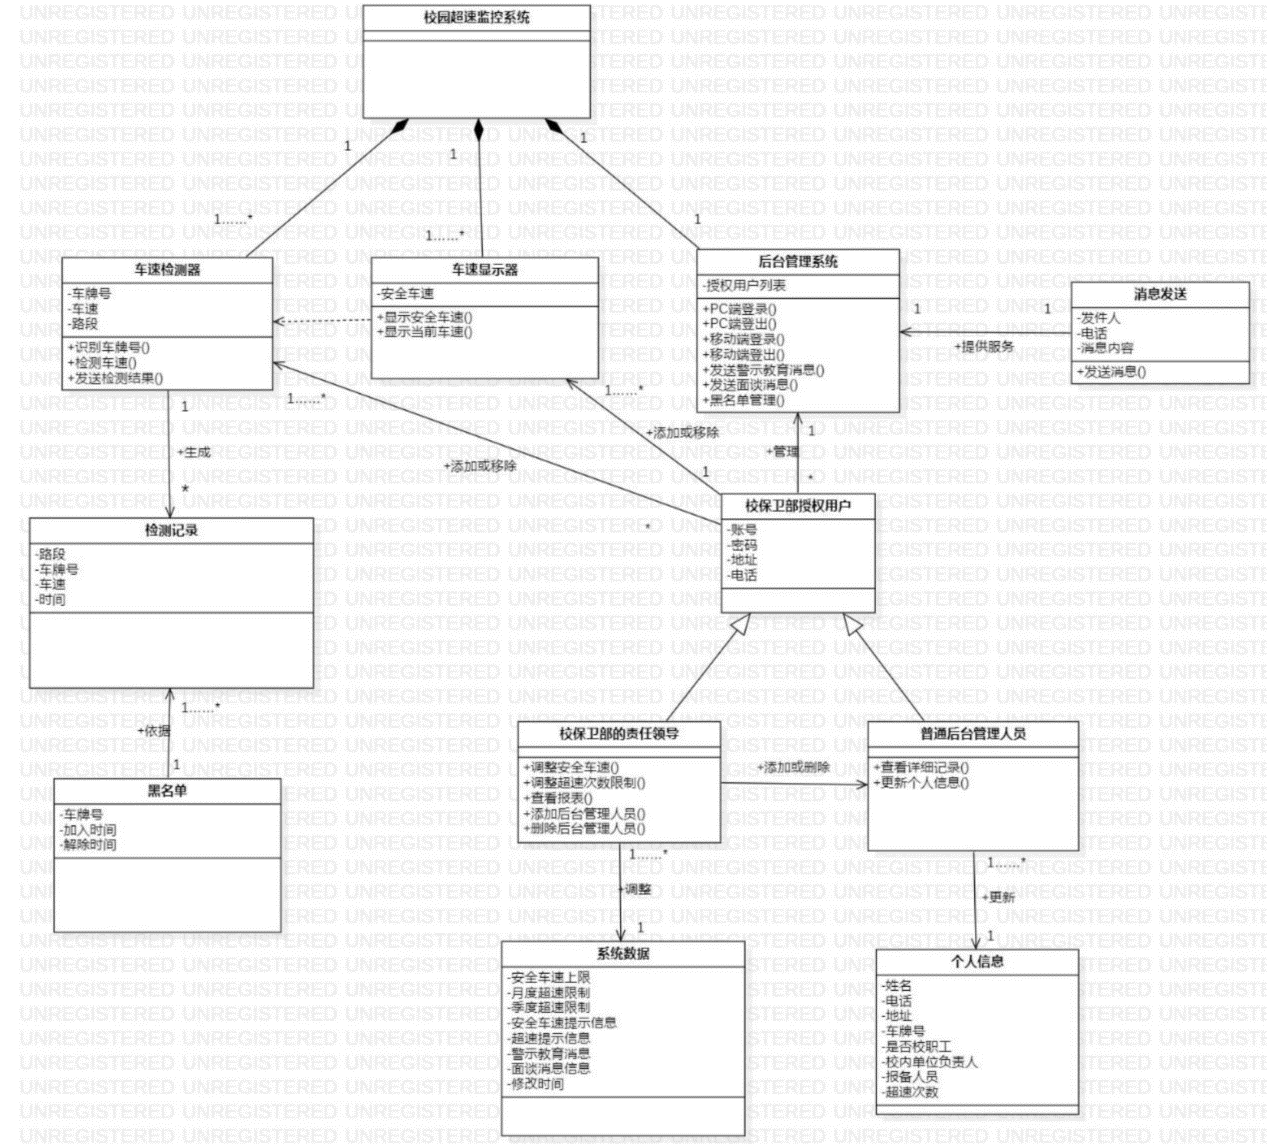 校园超速监控系统
1
1
1
1……*
1……*
1
车速检测器
-车牌号
-车速
-路段
+识别车牌号()
+检测车速()
+发送检测结果()
车速显示器
-安全车速
+显示安全车速()
+显示当前车速()
后台管理系统
-授权用户列表
+PC端登录()
+PC端登出()
+移动端登录()
+移动端登出()
+发送警示教育消息()
+发送面谈消息()
+黑名单管理()
1
1
+提供服务
消息发送
-发件人
-电话
-消息内容
+发送消息()
1……*
1……*
1
+生成
*
+添加或移除
+添加或移除
1
*
1
+管理
*
校保卫部授权用户
-账号
-密码
-地址
-电话
检测记录
-路段
-车牌号
-车速
-时间
1……*
+依据
1
黑名单
-车牌号
-加入时间
-解除时间
校保卫部的责任领导
+调整安全车速()
+调整超速次数限制()
+查看报表()
+添加后台管理人员()
+删除后台管理人员()
+添加或删除
普通后台管理人员
+查看详细记录()
+更新个人信息()
1……*
+调整
1
1……*
+更新
1
系统数据
-安全车速上限
-月度超速限制
-季度超速限制
-安全车速提示信息
-超速提示信息
-警示教育消息
-面谈消息信息
-修改时间
个人信息
-姓名
-电话
-地址
-车牌号
-是否校职工
-校内单位负责人
-报备人员
-超速次数